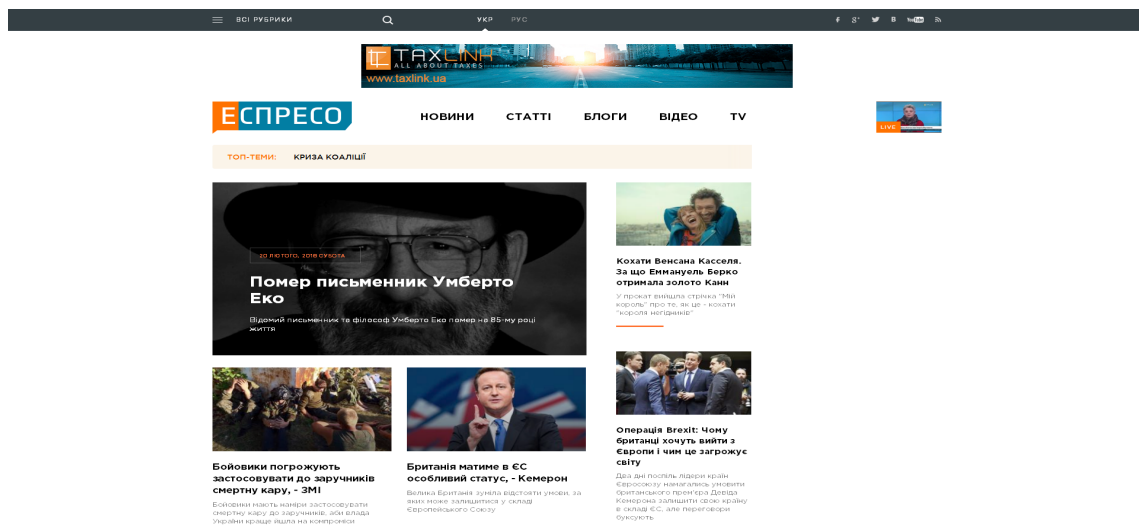 ВСІ РУБРИКИ
УКР
РУС
TAXLINK
ALL ABOUT TAXES
www.taxlink.ua
ЕСПРЕСО
НОВИНИ
СТАТТІ
БЛОГИ
ВІДЕО
TV
LIVE
ТОП-ТЕМИ:
КРИЗА КОАЛІЦІЇ
20 ЛЮТОГО, 2016 СУБОТА
Помер письменник Умберто
Еко
Відомий письменник та філософ Умберто Еко помер на 85-му році
життя
Кохати Венсана Касселя.
За що Еммануель Берко
отримала золото Канн
У прокат вийшла стрічка "Мій
король" про те, як це - кохати
"короля негідників"
Бойовики погрожують
застосовувати до заручників
смертну кару, - ЗМІ
Бойовики мають наміри застосовувати
смертну кару до заручників, аби влада
України краще йшла на компроміси
Британія матиме в ЄС
особливий статус, - Кемерон
Велика Британія зуміла відстояти умови, за
яких може залишитися у складі
Європейського Союзу
Операція Brexit: Чому
британці хочуть вийти з
Європи і чим це загрожує
світу
Два дні поспіль лідери країн
Євросоюзу намагались умовити
британського прем'єра Девіда
Кемерона залишити свою країну
в складі ЄС, але переговори
буксують